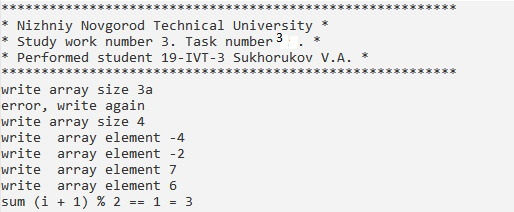 *********************************************************
* Nizhniy Novgorod Technical University *
* Study work number 3. Task number 3 . *
* Performed student 19-IVT-3 Sukhorukov V.A. *
*********************************************************
write array size 3a
error, write again
write array size 4
write  array element -4
write  array element -2
write  array element 7
write  array element 6
sum (i + 1) % 2 == 1 = 3